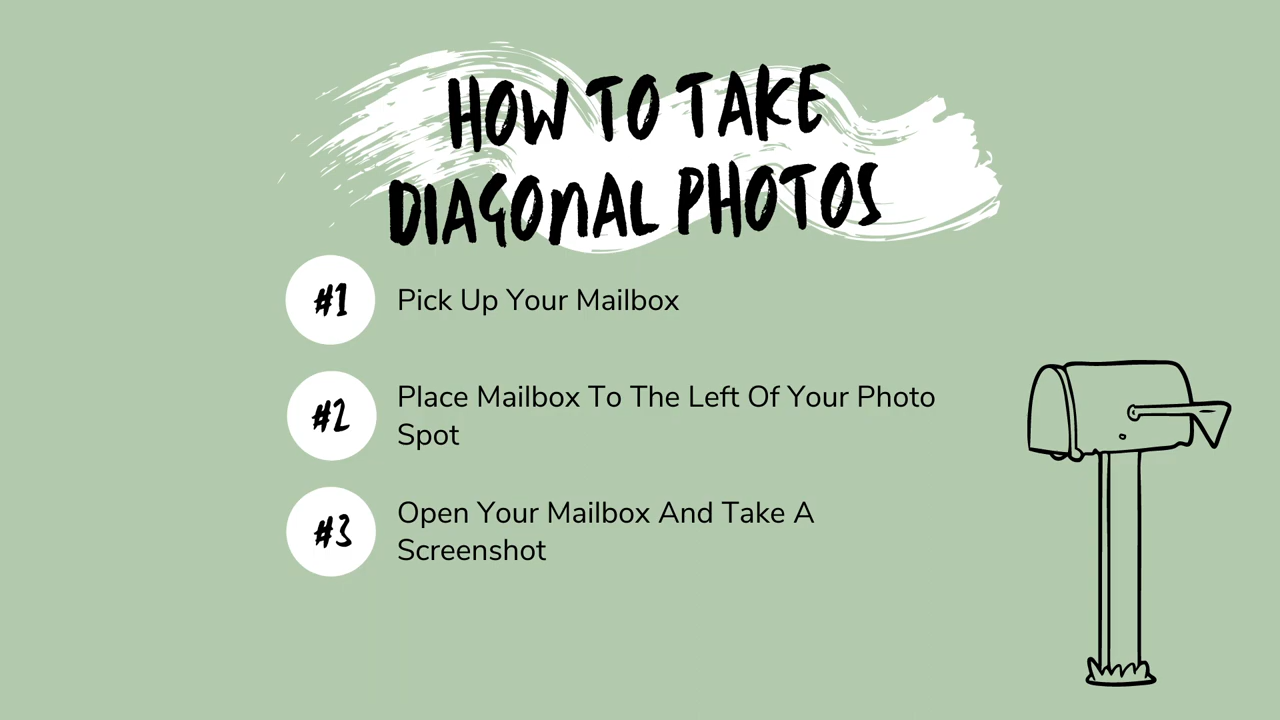 HOW TO TAKE
DIAGONAL PHOTOS
#1
Pick Up Your Mailbox
#2
Place Mailbox To The Left Of Your Photo
Spot
#3
Open Your Mailbox And Take A
Screenshot